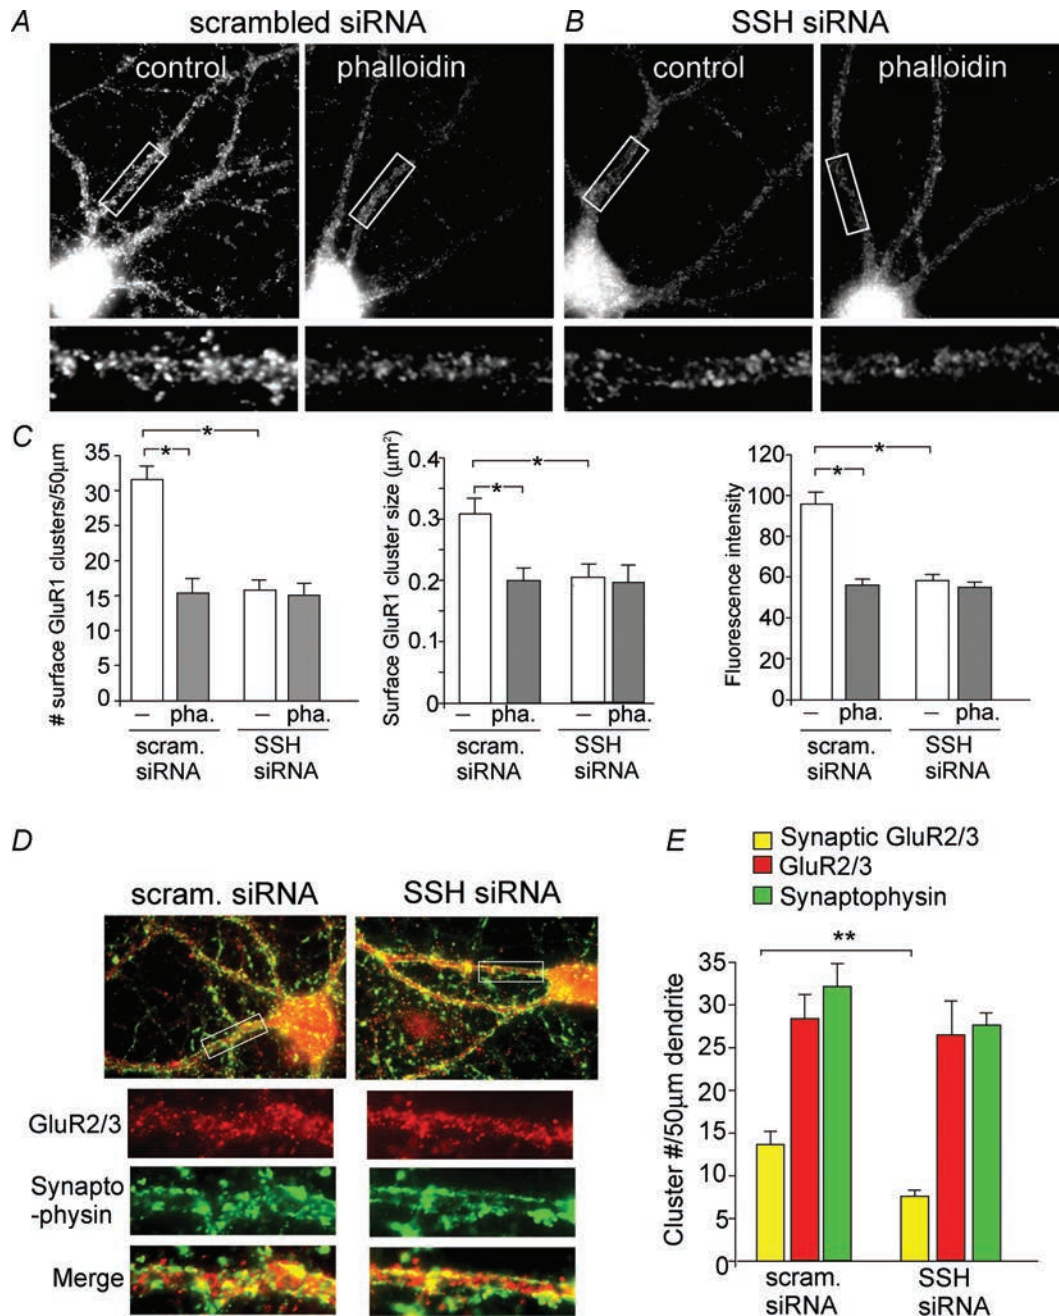 A scrambled siRNA
control
phalloidin
B SSH siRNA
control
phalloidin
C
# surface GluR1 clusters/50μm
35
30
25
20
15
10
5
0
*
*
– pha. – pha.
scram. siRNA
SSH siRNA
Surface GluR1 cluster size (μm²)
0.4
0.3
0.2
0.1
0
*
*
– pha. – pha.
scram. siRNA
SSH siRNA
Fluorescence intensity
120
100
80
60
40
20
0
*
*
– pha. – pha.
scram. siRNA
SSH siRNA
D
scram. siRNA
SSH siRNA
GluR2/3
Synapto
-physin
Merge
E
Synaptic GluR2/3
GluR2/3
Synaptophysin
**
Cluster #/50μm dendrite
35
30
25
20
15
10
5
0
scram.
siRNA
SSH
siRNA